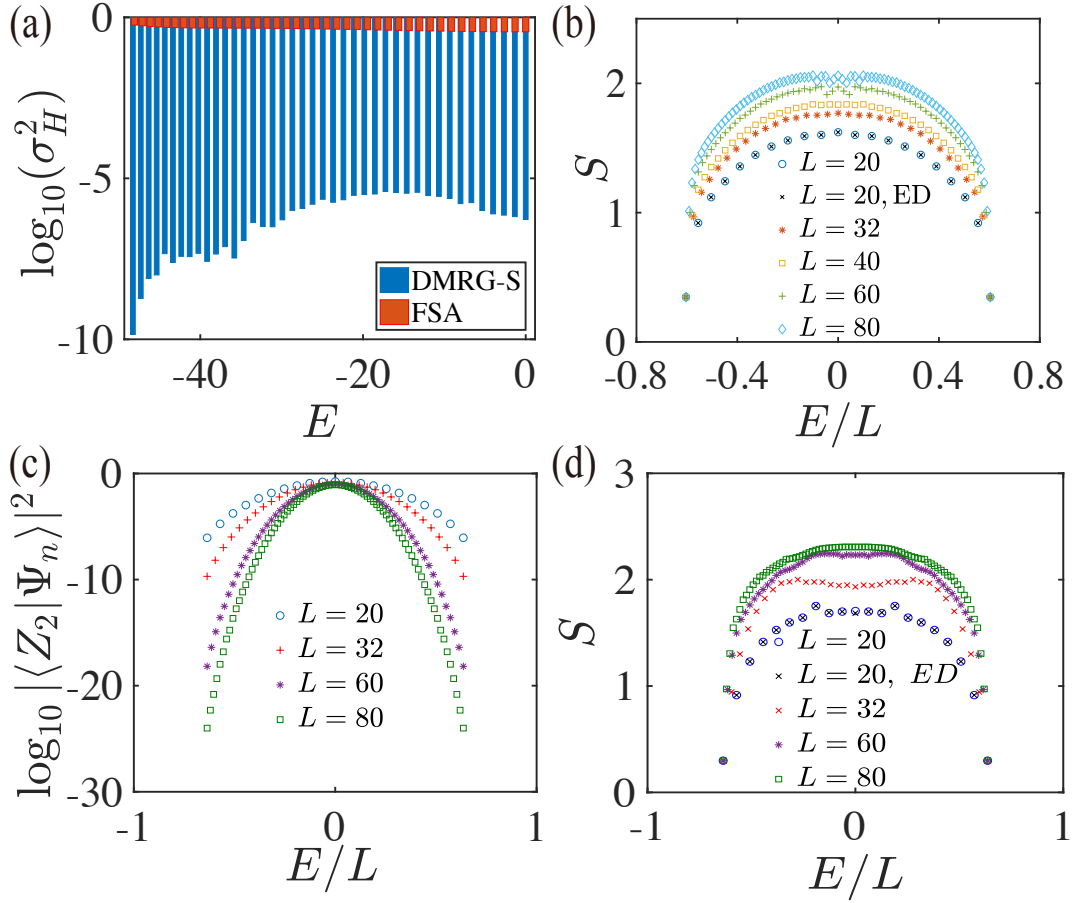 (a)
0
-5
-10
log10(σ²H)
DMRG-S
FSA
-40
-20
0
E
(b)
2
1
0
S
L = 20
L = 20, ED
L = 32
L = 40
L = 60
L = 80
-0.8
-0.4
0
0.4
0.8
E/L
(c)
0
-10
-20
-30
log10 |⟨Z2|Ψn⟩|²
L = 20
L = 32
L = 60
L = 80
-1
0
1
E/L
(d)
3
2
1
0
S
L = 20
L = 20, ED
L = 32
L = 60
L = 80
-1
0
1
E/L